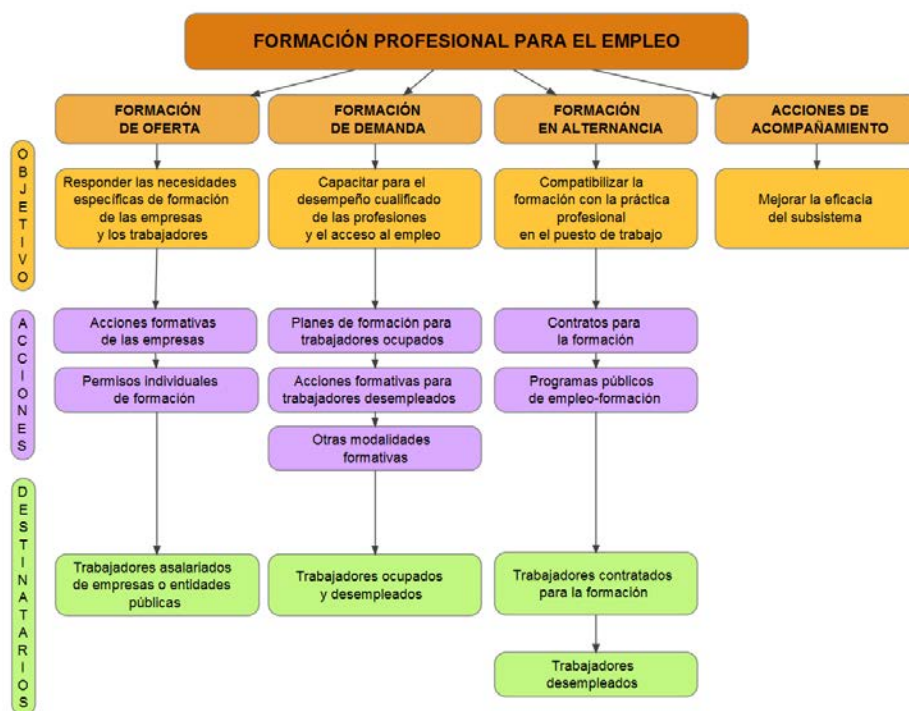 FORMACIÓN PROFESIONAL PARA EL EMPLEO
FORMACIÓN
DE OFERTA
FORMACIÓN
DE DEMANDA
FORMACIÓN
EN ALTERNANCIA
ACCIONES DE
ACOMPAÑAMIENTO
OBJETIVO
Responder las necesidades
específicas de formación
de las empresas
y los trabajadores
Capacitar para el
desempeño cualificado
de las profesiones
y el acceso al empleo
Compatibilizar la
formación con la práctica
profesional
en el puesto de trabajo
Mejorar la eficacia
del subsistema
ACCIONES
Acciones formativas
de las empresas
Planes de formación para
trabajadores ocupados
Contratos para
la formación
Permisos individuales
de formación
Acciones formativas para
trabajadores desempleados
Programas públicos
de empleo-formación
Otras modalidades
formativas
DESTINATARIOS
Trabajadores asalariados
de empresas o entidades
públicas
Trabajadores ocupados
y desempleados
Trabajadores contratados
para la formación
Trabajadores
desempleados